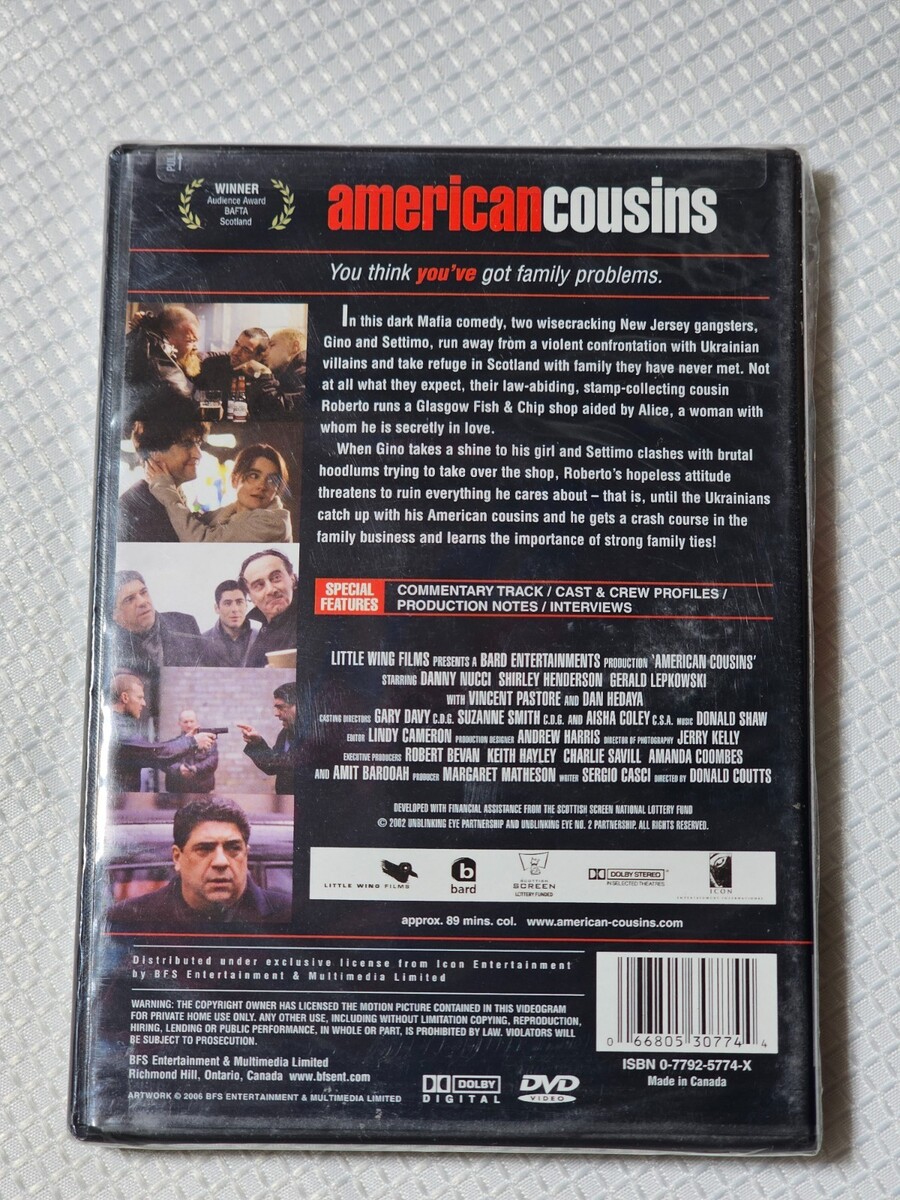 PULL
WINNER
Audience Award
BAFTA
Scotland
americancousins
You think you've got family problems.
In this dark Mafia comedy, two wisecracking New Jersey gangsters,
Gino and Settimo, run away from a violent confrontation with Ukrainian
villains and take refuge in Scotland with family they have never met. Not
at all what they expect, their law-abiding, stamp-collecting cousin
Roberto runs a Glasgow Fish & Chip shop aided by Alice, a woman with
whom he is secretly in love.
When Gino takes a shine to his girl and Settimo clashes with brutal
hoodlums trying to take over the shop, Roberto's hopeless attitude
threatens to ruin everything he cares about – that is, until the Ukrainians
catch up with his American cousins and he gets a crash course in the
family business and learns the importance of strong family ties!
SPECIAL
FEATURES
COMMENTARY TRACK / CAST & CREW PROFILES /
PRODUCTION NOTES / INTERVIEWS
LITTLE WING FILMS PRESENTS A BARD ENTERTAINMENTS PRODUCTION 'AMERICAN COUSINS'
STARRING DANNY NUCCI SHIRLEY HENDERSON GERALD LEPKOWSKI
WITH VINCENT PASTORE AND DAN HEDAYA
CASTING DIRECTORS GARY DAVY C.D.G. SUZANNE SMITH C.D.G. AND AISHA COLEY C.S.A. MUSIC DONALD SHAW
EDITOR LINDY CAMERON PRODUCTION DESIGNER ANDREW HARRIS DIRECTOR OF PHOTOGRAPHY JERRY KELLY
EXECUTIVE PRODUCERS ROBERT BEVAN KEITH HAYLEY CHARLIE SAVILL AMANDA COOMBES
AND AMIT BAROOAH PRODUCER MARGARET MATHESON WRITER SERGIO CASCI DIRECTED BY DONALD COUTTS
DEVELOPED WITH FINANCIAL ASSISTANCE FROM THE SCOTTISH SCREEN NATIONAL LOTTERY FUND
© 2002 UNBLINKING EYE PARTNERSHIP AND UNBLINKING EYE NO. 2 PARTNERSHIP. ALL RIGHTS RESERVED.
LITTLE WING FILMS
b
bard
SCOTTISH
SCREEN
LOTTERY FUNDED
DOLBY STEREO
IN SELECTED THEATRES
ICON
entertainment international
approx. 89 mins. col. www.american-cousins.com
Distributed under exclusive license from Icon Entertainment
by BFS Entertainment & Multimedia Limited
WARNING: THE COPYRIGHT OWNER HAS LICENSED THE MOTION PICTURE CONTAINED IN THIS VIDEOGRAM
FOR PRIVATE HOME USE ONLY. ANY OTHER USE, INCLUDING WITHOUT LIMITATION COPYING, REPRODUCTION,
HIRING, LENDING OR PUBLIC PERFORMANCE, IN WHOLE OR PART, IS PROHIBITED BY LAW. VIOLATORS WILL
BE SUBJECT TO PROSECUTION.
BFS Entertainment & Multimedia Limited
Richmond Hill, Ontario, Canada www.bfsent.com
ARTWORK © 2006 BFS ENTERTAINMENT & MULTIMEDIA LIMITED
DOLBY
DIGITAL
DVD
VIDEO
0 66805 30774 4
ISBN 0-7792-5774-X
Made in Canada